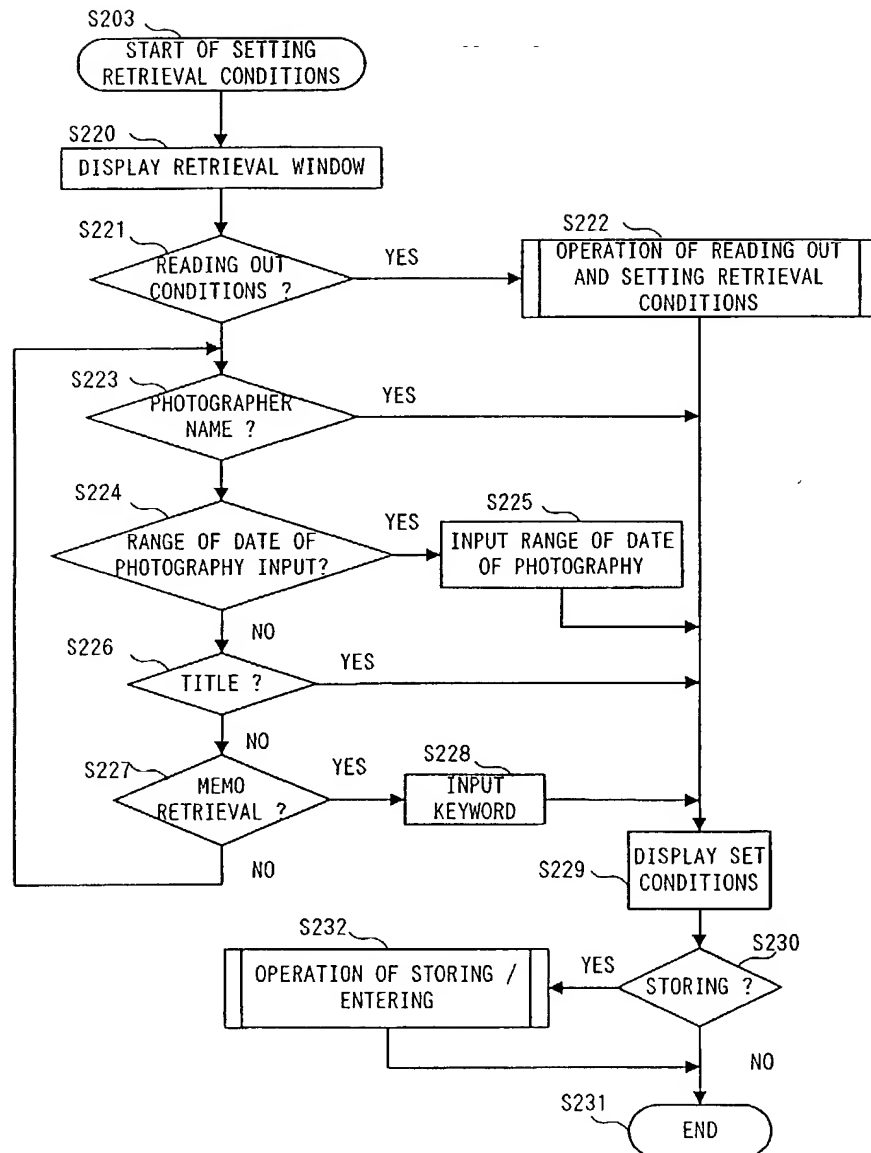 S203
START OF SETTING
RETRIEVAL CONDITIONS
S220
DISPLAY RETRIEVAL WINDOW
S221
READING OUT
CONDITIONS ?
YES
S222
OPERATION OF READING OUT
AND SETTING RETRIEVAL
CONDITIONS
S223
PHOTOGRAPHER
NAME ?
YES
S224
RANGE OF DATE OF
PHOTOGRAPHY INPUT?
YES
S225
INPUT RANGE OF DATE
OF PHOTOGRAPHY
NO
S226
TITLE ?
YES
NO
S227
MEMO
RETRIEVAL ?
YES
S228
INPUT
KEYWORD
NO
S229
DISPLAY SET
CONDITIONS
S230
STORING ?
YES
S232
OPERATION OF STORING /
ENTERING
NO
S231
END